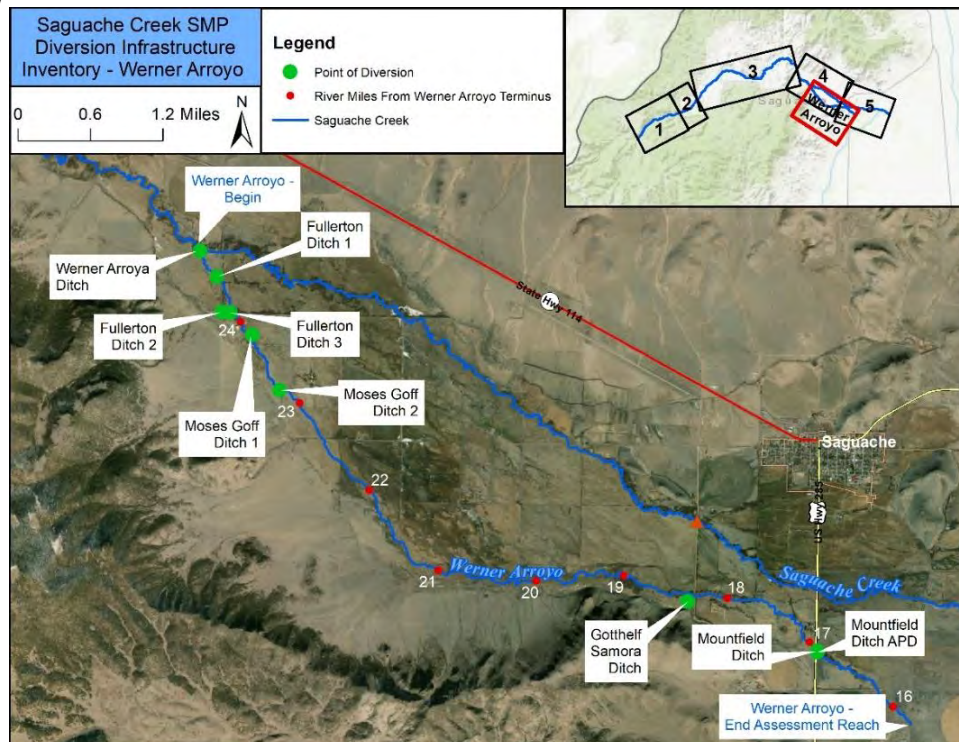 Saguache Creek SMP
Diversion Infrastructure
Inventory - Werner Arroyo
0 0.6 1.2 Miles
N
Legend
Point of Diversion
River Miles From Werner Arroyo Terminus
Saguache Creek
1
2
3
4
5
Werner
Arroyo
Werner Arroyo -
Begin
Fullerton
Ditch 1
Werner Arroya
Ditch
Fullerton
Ditch 2
24
Fullerton
Ditch 3
Moses Goff
Ditch 1
23
Moses Goff
Ditch 2
State Hwy 114
Saguache
US Hwy 285
22
21
Werner Arroyo
20
19
18
Saguache Creek
Gotthelf
Samora
Ditch
Mountfield
Ditch
17
Mountfield
Ditch APD
16
Werner Arroyo -
End Assessment Reach